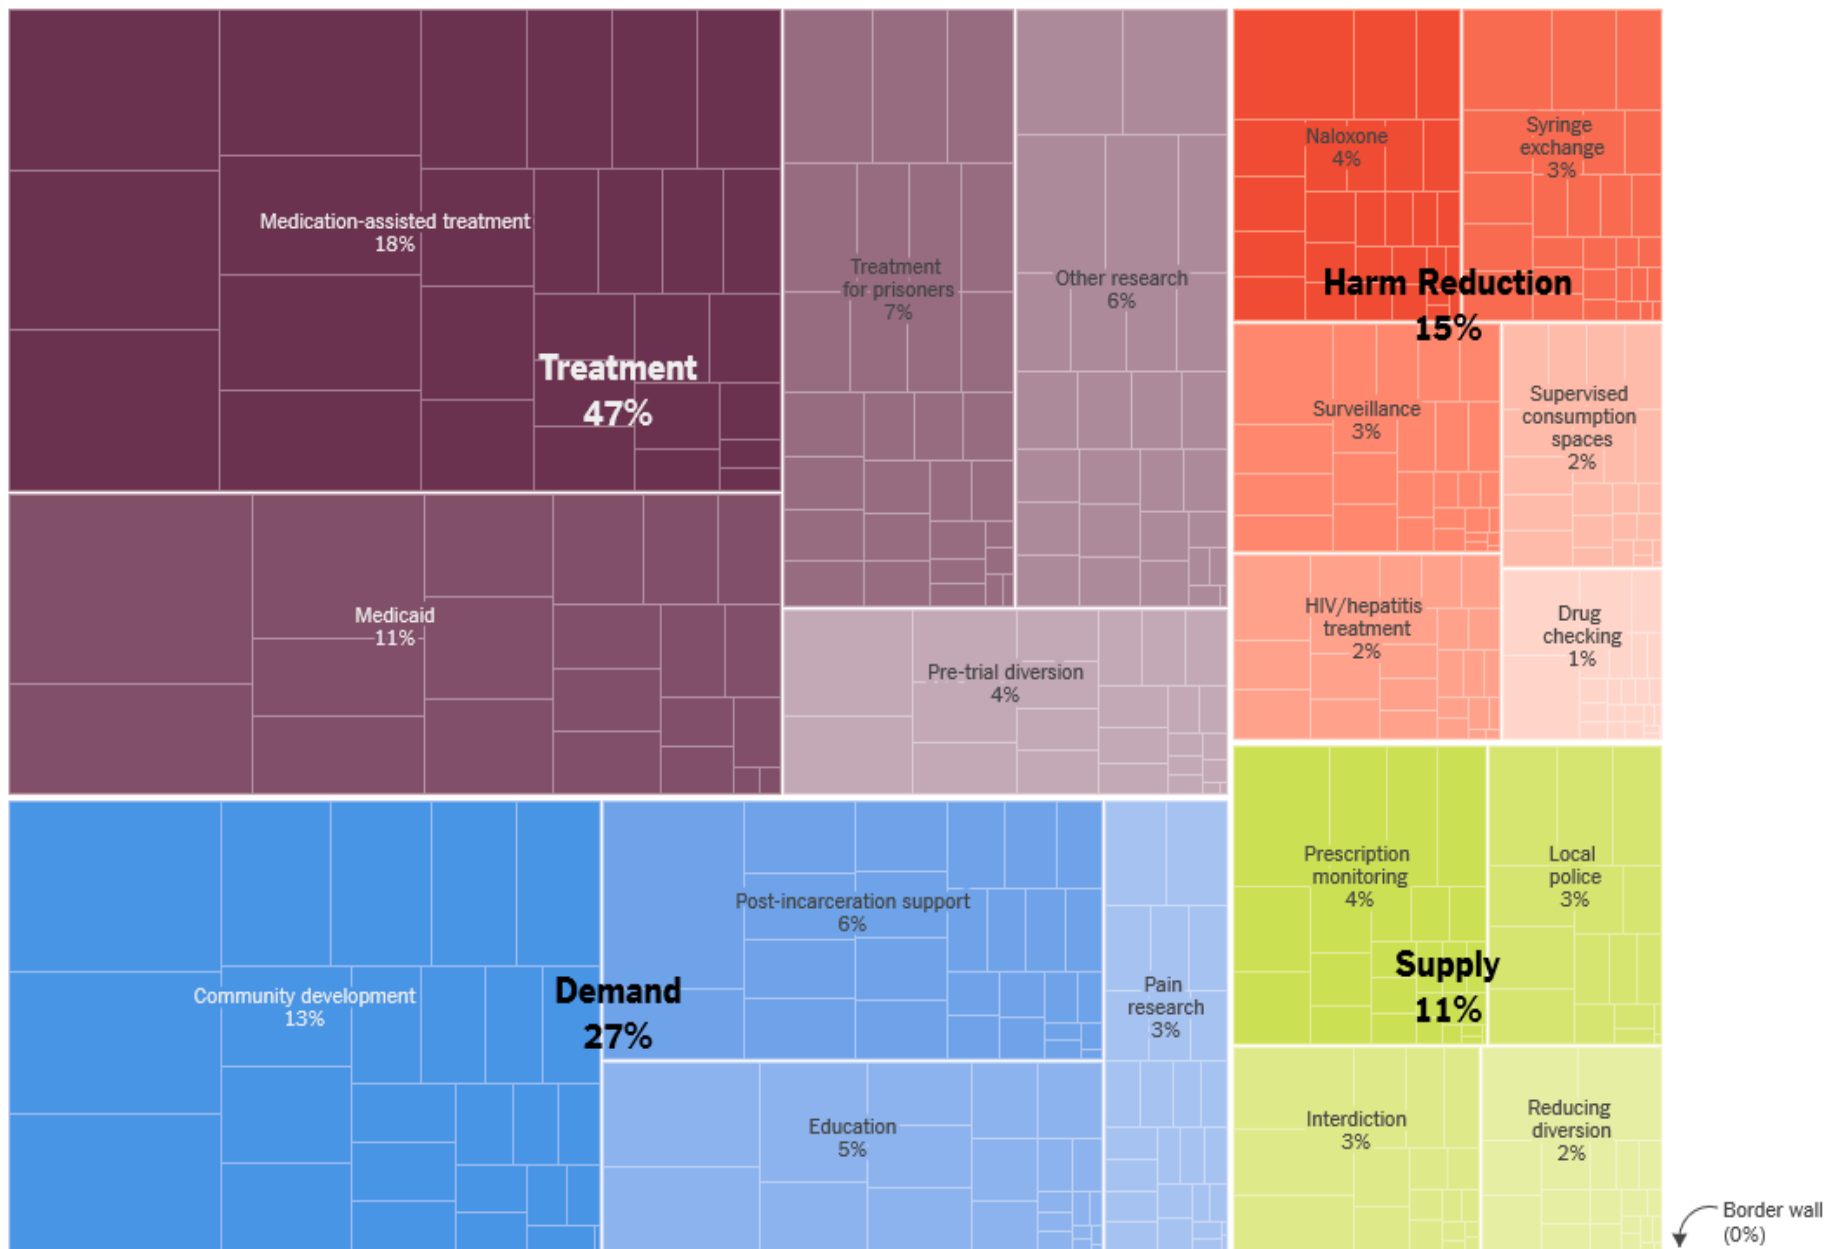 Medication-assisted treatment
18%
Treatment
47%
Medicaid
11%
Treatment
for prisoners
7%
Other research
6%
Pre-trial diversion
4%
Naloxone
4%
Syringe
exchange
3%
Harm Reduction
15%
Surveillance
3%
Supervised
consumption
spaces
2%
HIV/hepatitis
treatment
2%
Drug
checking
1%
Community development
13%
Demand
27%
Post-incarceration support
6%
Education
5%
Pain
research
3%
Prescription
monitoring
4%
Local
police
3%
Supply
11%
Interdiction
3%
Reducing
diversion
2%
Border wall
(0%)